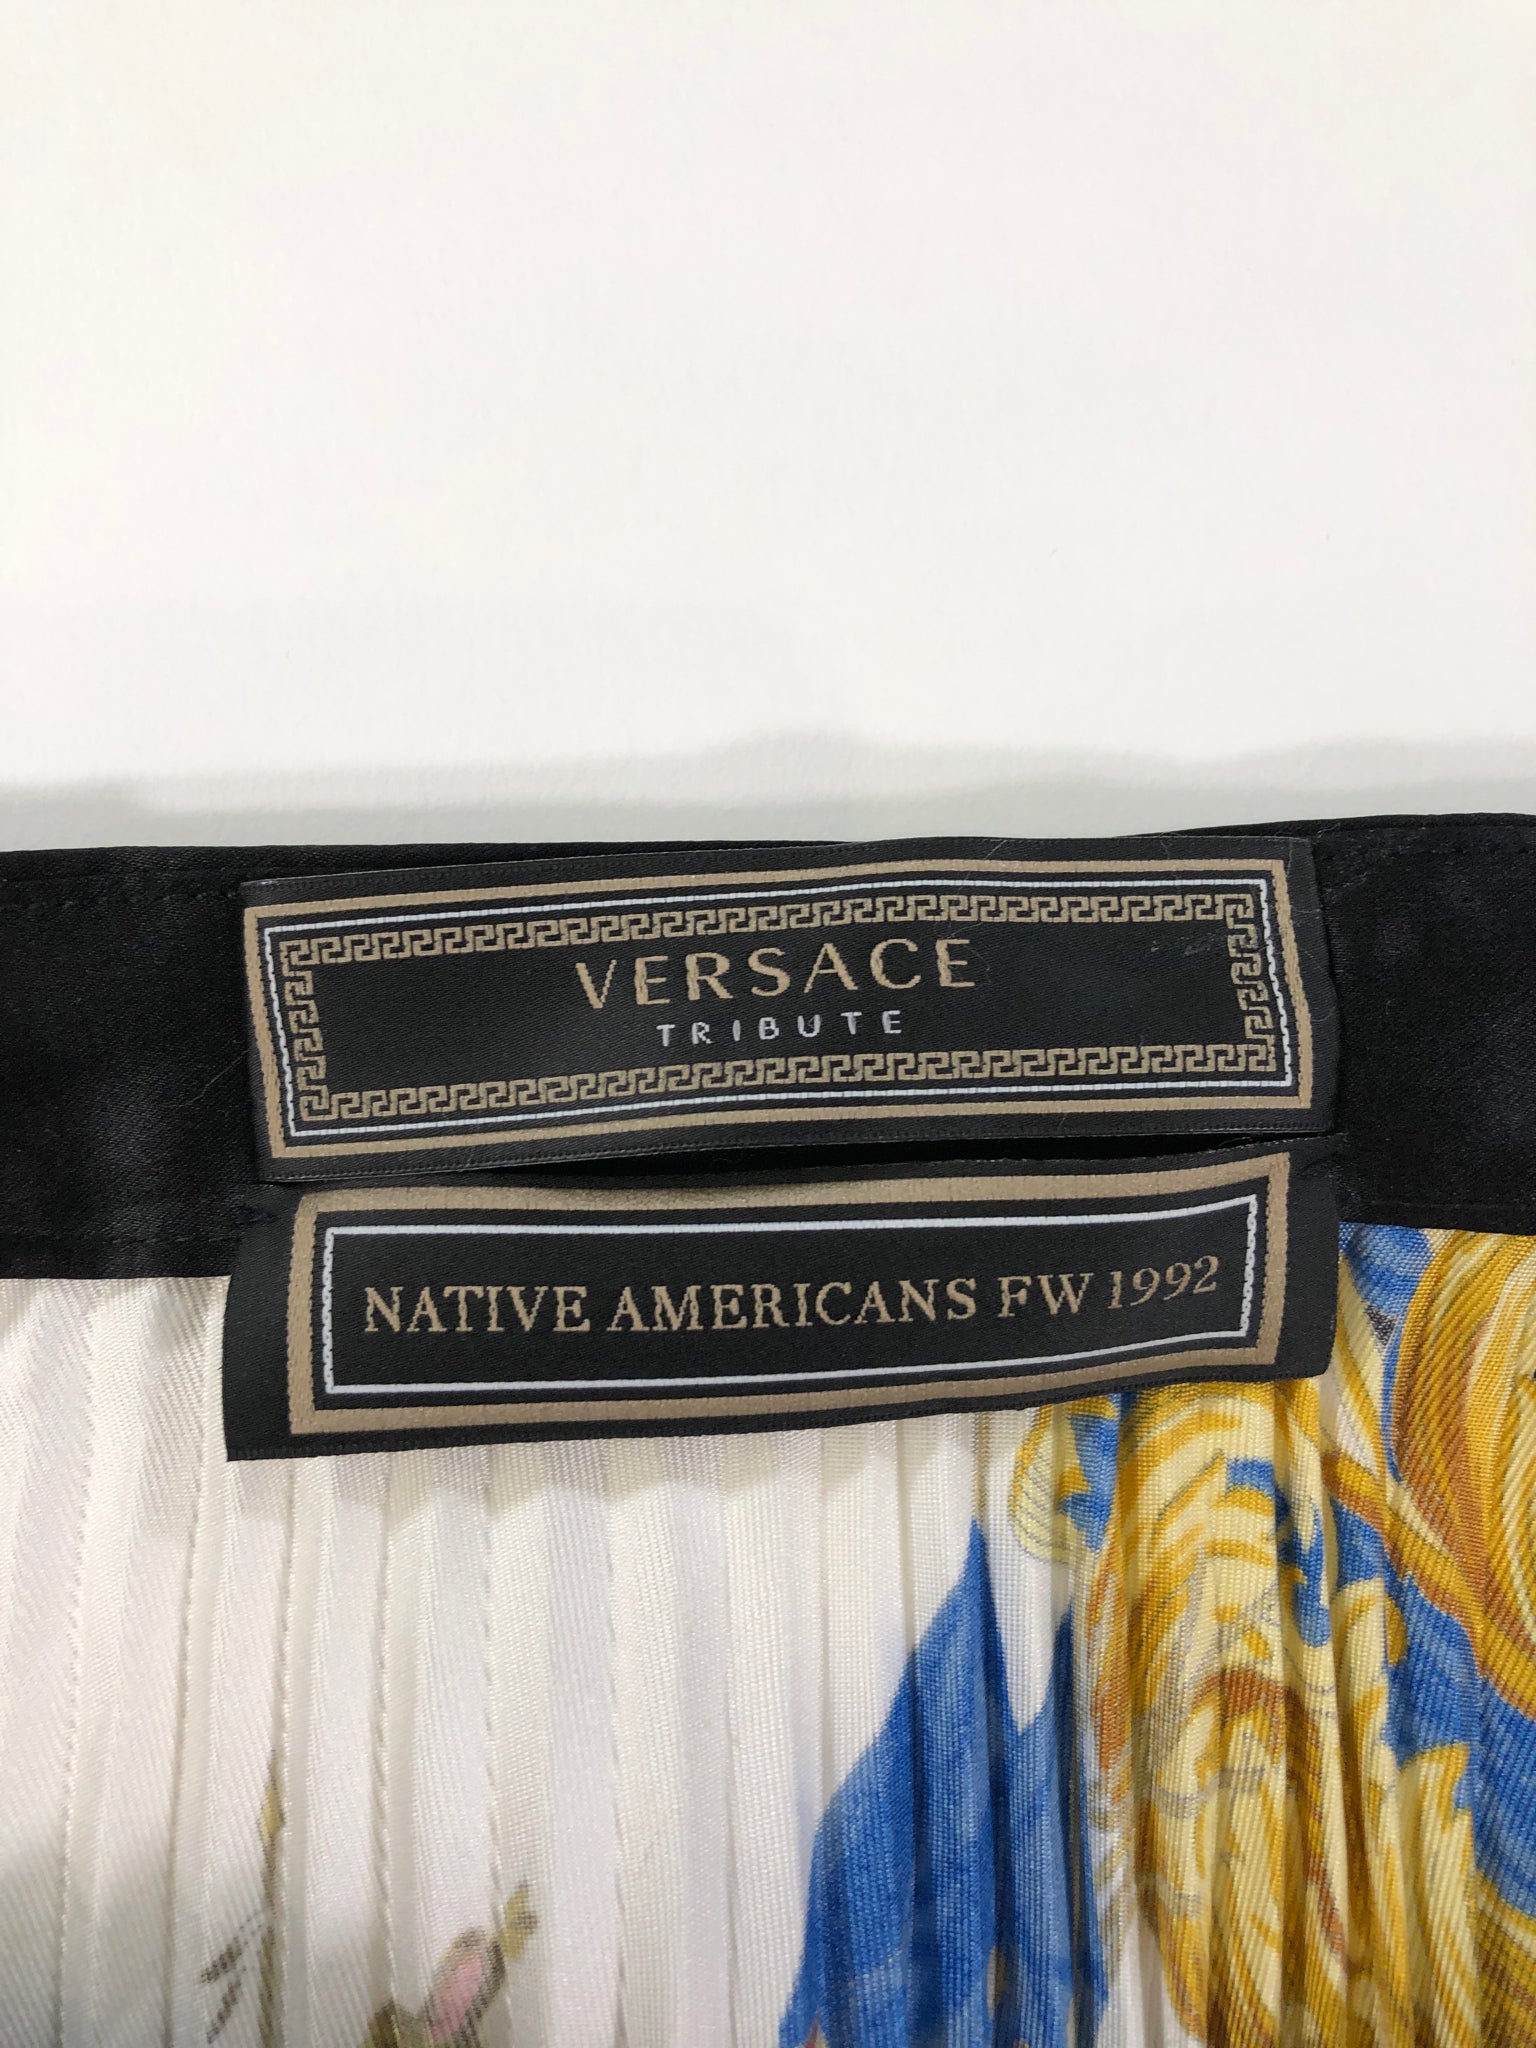 VERSACE
TRIBUTE
NATIVE AMERICANS FW 1992